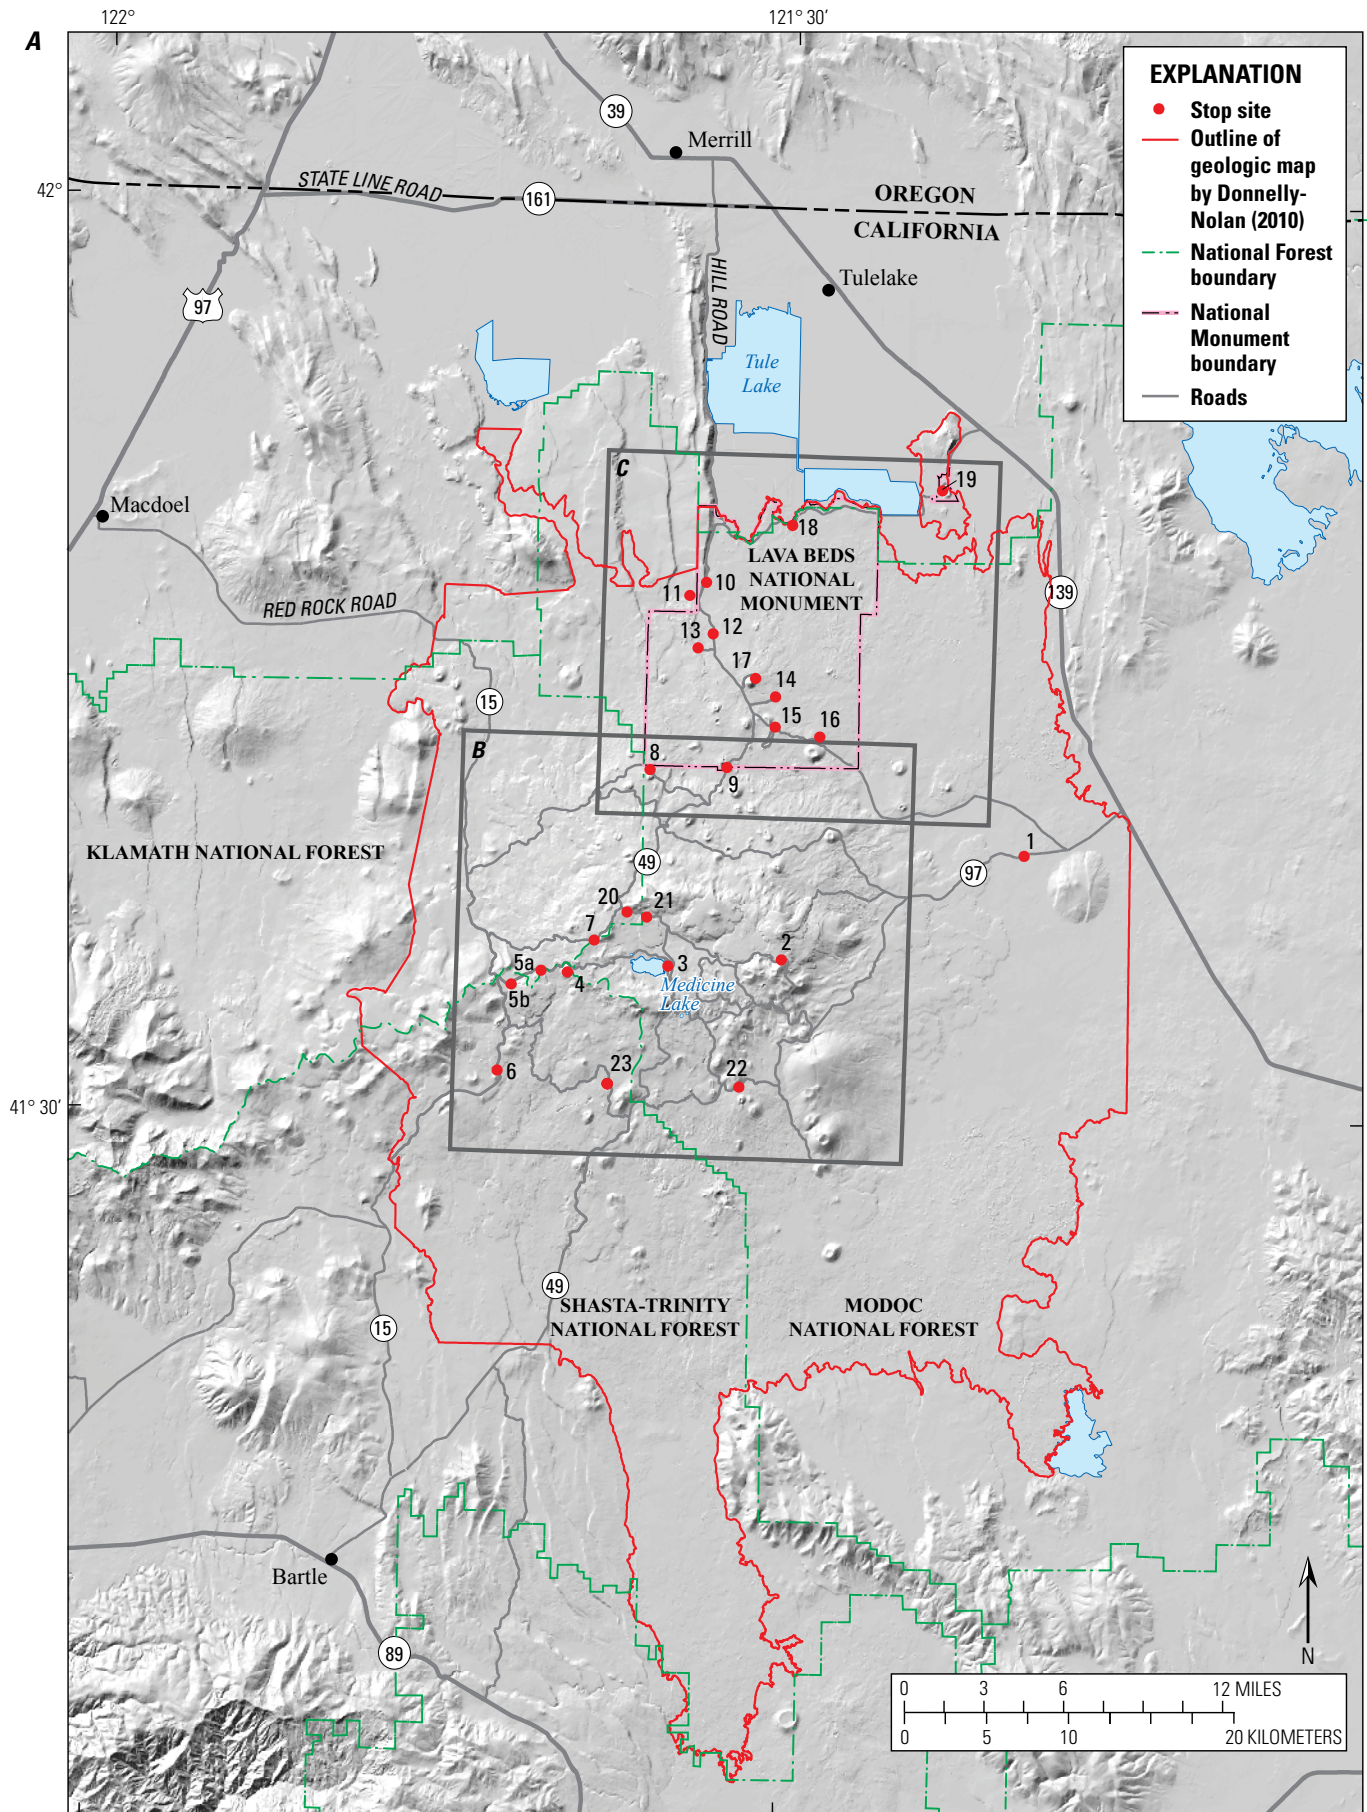 122°
121° 30'
A
EXPLANATION
Stop site
Outline of
geologic map
by Donnelly-
Nolan (2010)
National Forest
boundary
National
Monument
boundary
Roads
39
Merrill
42°
STATE LINE ROAD
161
OREGON
CALIFORNIA
HILL ROAD
Tulelake
97
Tule
Lake
C
19
Macdoel
18
LAVA BEDS
NATIONAL
MONUMENT
10
11
139
RED ROCK ROAD
12
13
17
14
15
15
16
B
8
9
1
KLAMATH NATIONAL FOREST
49
97
20
21
7
2
5a
3
4
5b
Medicine
Lake
6
23
22
41° 30'
49
SHASTA-TRINITY
NATIONAL FOREST
MODOC
NATIONAL FOREST
15
Bartle
89
N
0 3 6 12 MILES
0 5 10 20 KILOMETERS